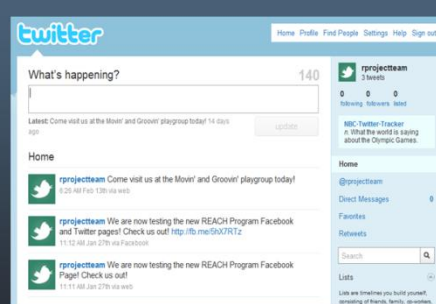 twitter
Home Profile Find People Settings Help Sign out
What's happening?
140
Latest: Come visit us at the Movin' and Groovin' playgroup today! 14 days
ago
update
Home
rprojectteam Come visit us at the Movin' and Groovin' playgroup today!
6:25 AM Feb 13th via web
rprojectteam We are now testing the new REACH Program Facebook
and Twitter pages! Check us out! http://fb.me/5hX7RTz
11:12 AM Jan 27th via Facebook
rprojectteam We are now testing the new REACH Program Facebook
Page! Check us out!
11:11 AM Jan 27th via web
rprojectteam
3 tweets
0 0 0
following followers listed
NBC-Twitter-Tracker
n. What the world is saying
about the Olympic Games.
Home
@rprojectteam
Direct Messages 0
Favorites
Retweets
Search
Lists
Lists are timelines you build yourself,
consisting of friends, family, co-workers,